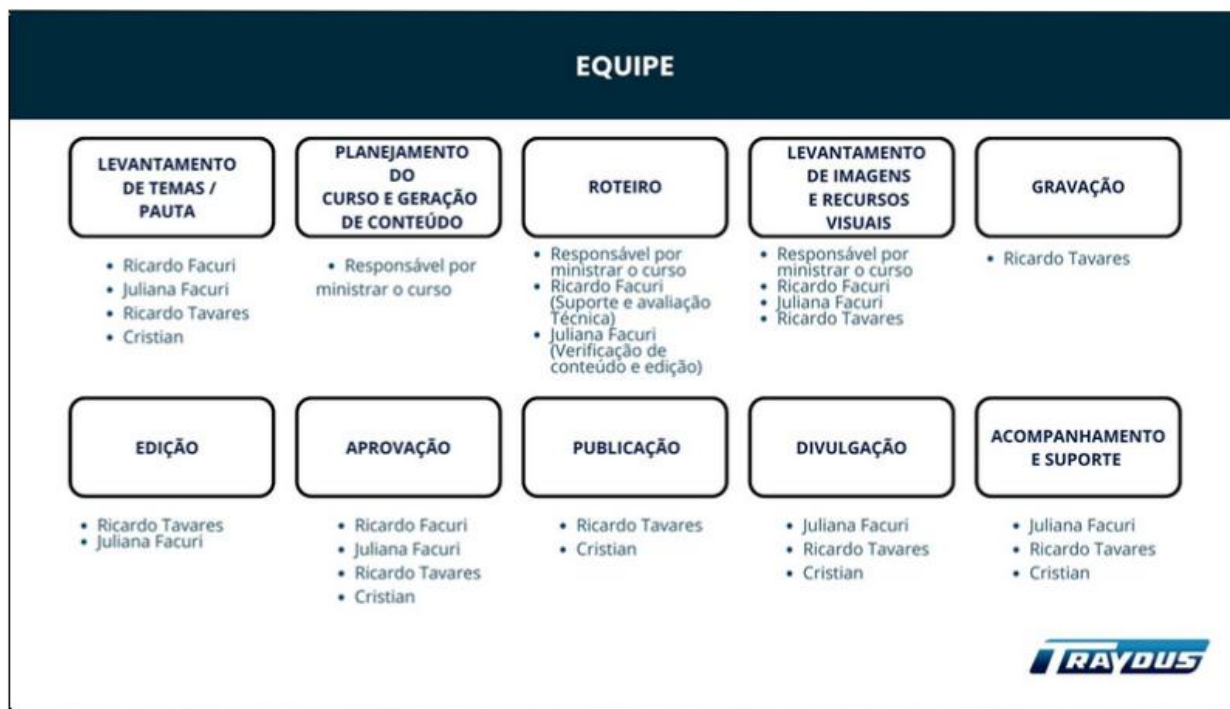 EQUIPE
LEVANTAMENTO
DE TEMAS /
PAUTA
• Ricardo Facuri
• Juliana Facuri
• Ricardo Tavares
• Cristian
PLANEJAMENTO
DO
CURSO E GERAÇÃO
DE CONTEÚDO
• Responsável por
ministrar o curso
ROTEIRO
• Responsável por
ministrar o curso
• Ricardo Facuri
(Suporte e avaliação
Técnica)
• Juliana Facuri
(Verificação de
conteúdo e edição)
LEVANTAMENTO
DE IMAGENS
E RECURSOS
VISUAIS
• Responsável por
ministrar o curso
• Ricardo Facuri
• Juliana Facuri
• Ricardo Tavares
GRAVAÇÃO
• Ricardo Tavares
EDIÇÃO
• Ricardo Tavares
• Juliana Facuri
APROVAÇÃO
• Ricardo Facuri
• Juliana Facuri
• Ricardo Tavares
• Cristian
PUBLICAÇÃO
• Ricardo Tavares
• Cristian
DIVULGAÇÃO
• Juliana Facuri
• Ricardo Tavares
• Cristian
ACOMPANHAMENTO
E SUPORTE
• Juliana Facuri
• Ricardo Tavares
• Cristian
TRAYDUS